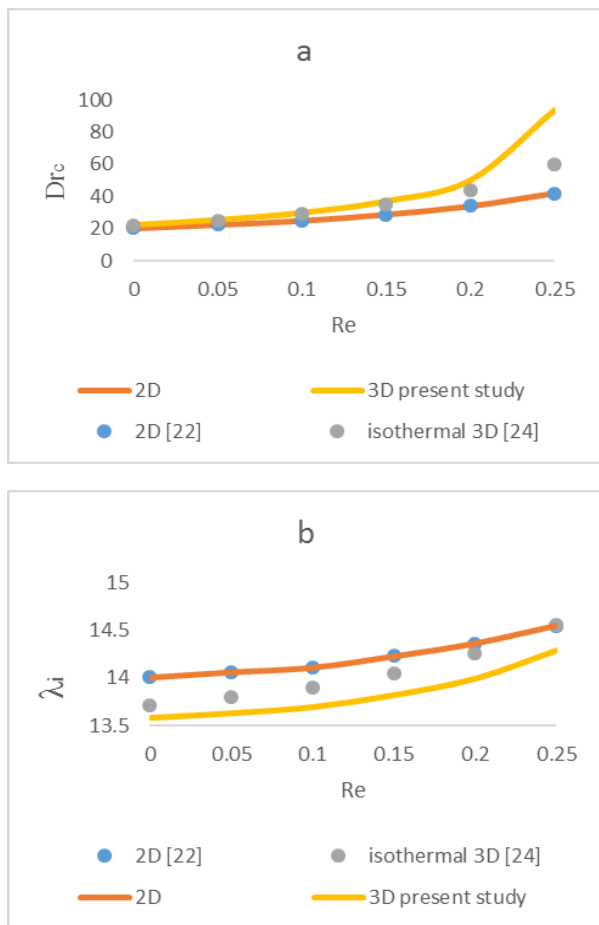 a
100
80
60
40
20
0
Drc
0 0.05 0.1 0.15 0.2 0.25
Re
2D 3D present study
2D [22] isothermal 3D [24]
b
15
14.5
14
13.5
λi
0 0.05 0.1 0.15 0.2 0.25
Re
2D [22] isothermal 3D [24]
2D 3D present study